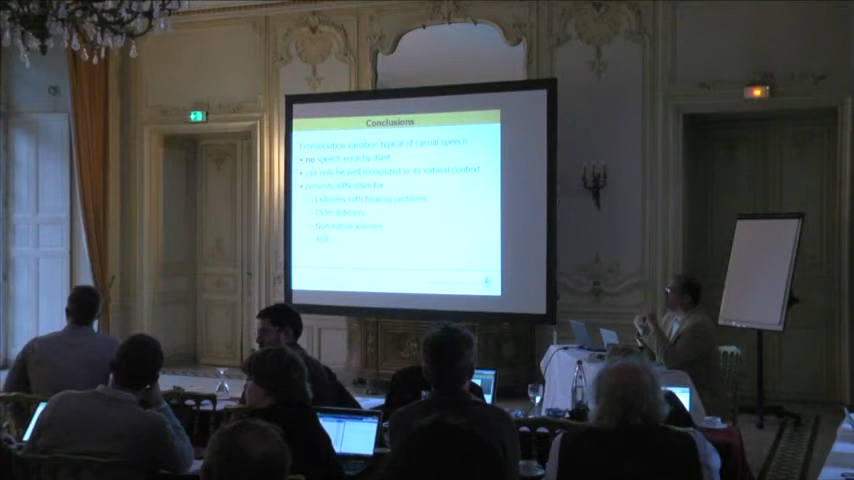 Conclusions
Pronunciation variation typical of casual speech
• no speech error by itself
• can only be well recognized in its natural context
• presents difficulties for
– Listeners with hearing problems
– Older listeners
– Non-native listeners
– ASR